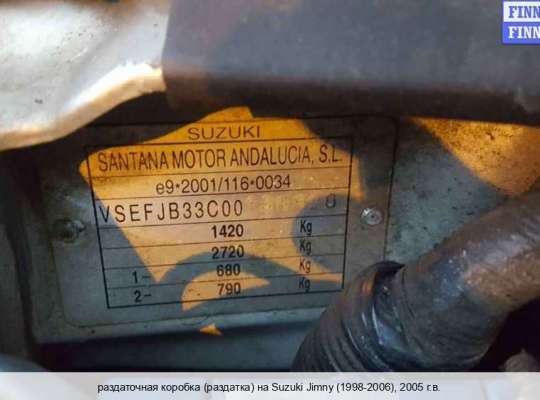 FINN
FINN
SUZUKI
SANTANA MOTOR ANDALUCIA, S.L.
e9*2001/116*0034
VSEFJB33C00 8
1420 Kg
2720 Kg
1- 680 Kg
2- 790 Kg
раздаточная коробка (раздатка) на Suzuki Jimny (1998-2006), 2005 г.в.